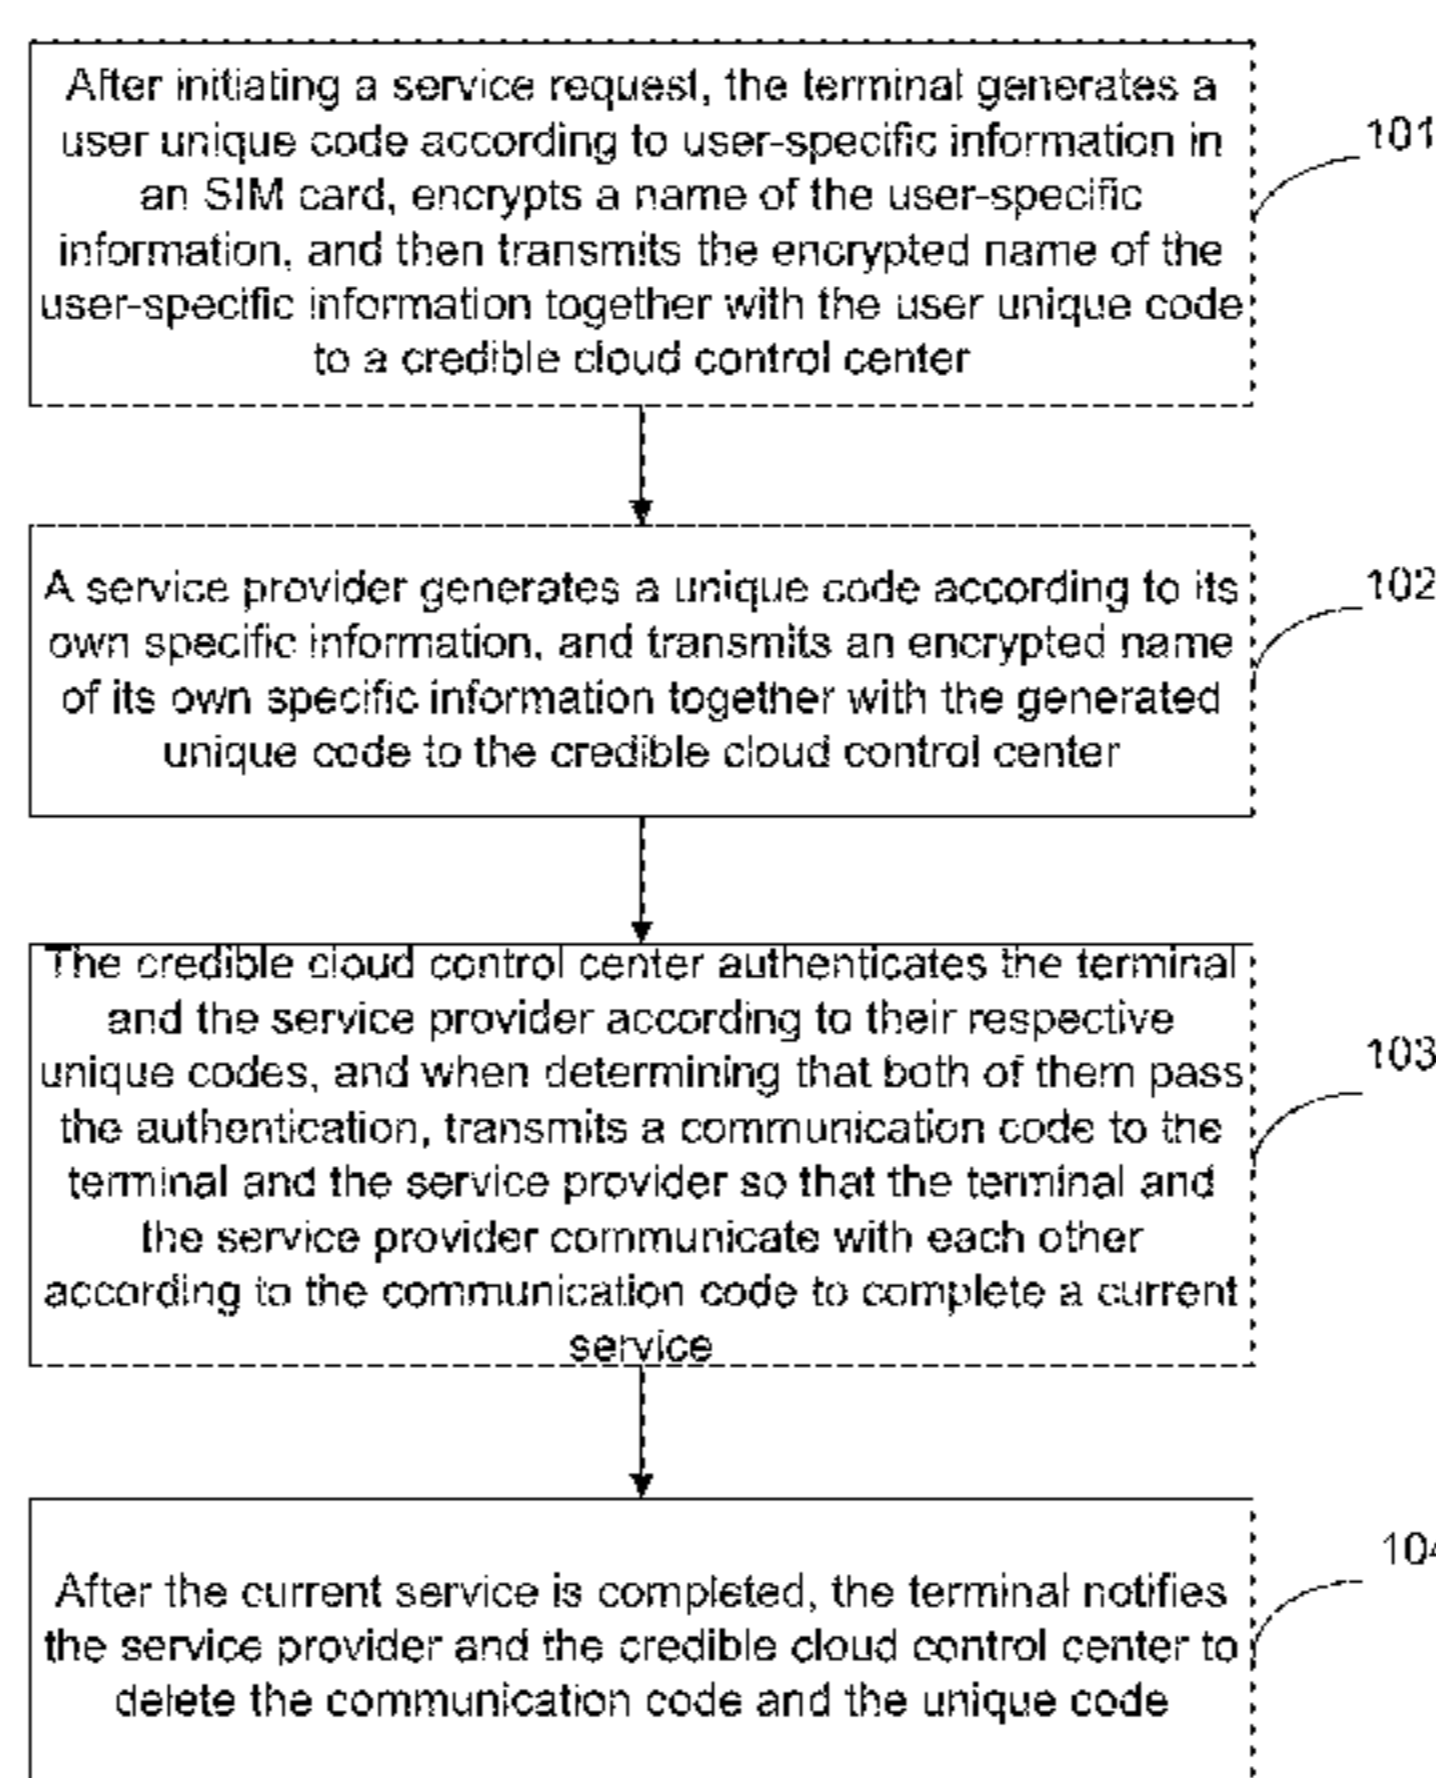 After initiating a service request, the terminal generates a
user unique code according to user-specific information in
an SIM card, encrypts a name of the user-specific
information, and then transmits the encrypted name of the
user-specific information together with the user unique code
to a credible cloud control center
101
A service provider generates a unique code according to its
own specific information, and transmits an encrypted name
of its own specific information together with the generated
unique code to the credible cloud control center
102
The credible cloud control center authenticates the terminal
and the service provider according to their respective
unique codes, and when determining that both of them pass
the authentication, transmits a communication code to the
terminal and the service provider so that the terminal and
the service provider communicate with each other
according to the communication code to complete a current
service
103
After the current service is completed, the terminal notifies
the service provider and the credible cloud control center to
delete the communication code and the unique code
104